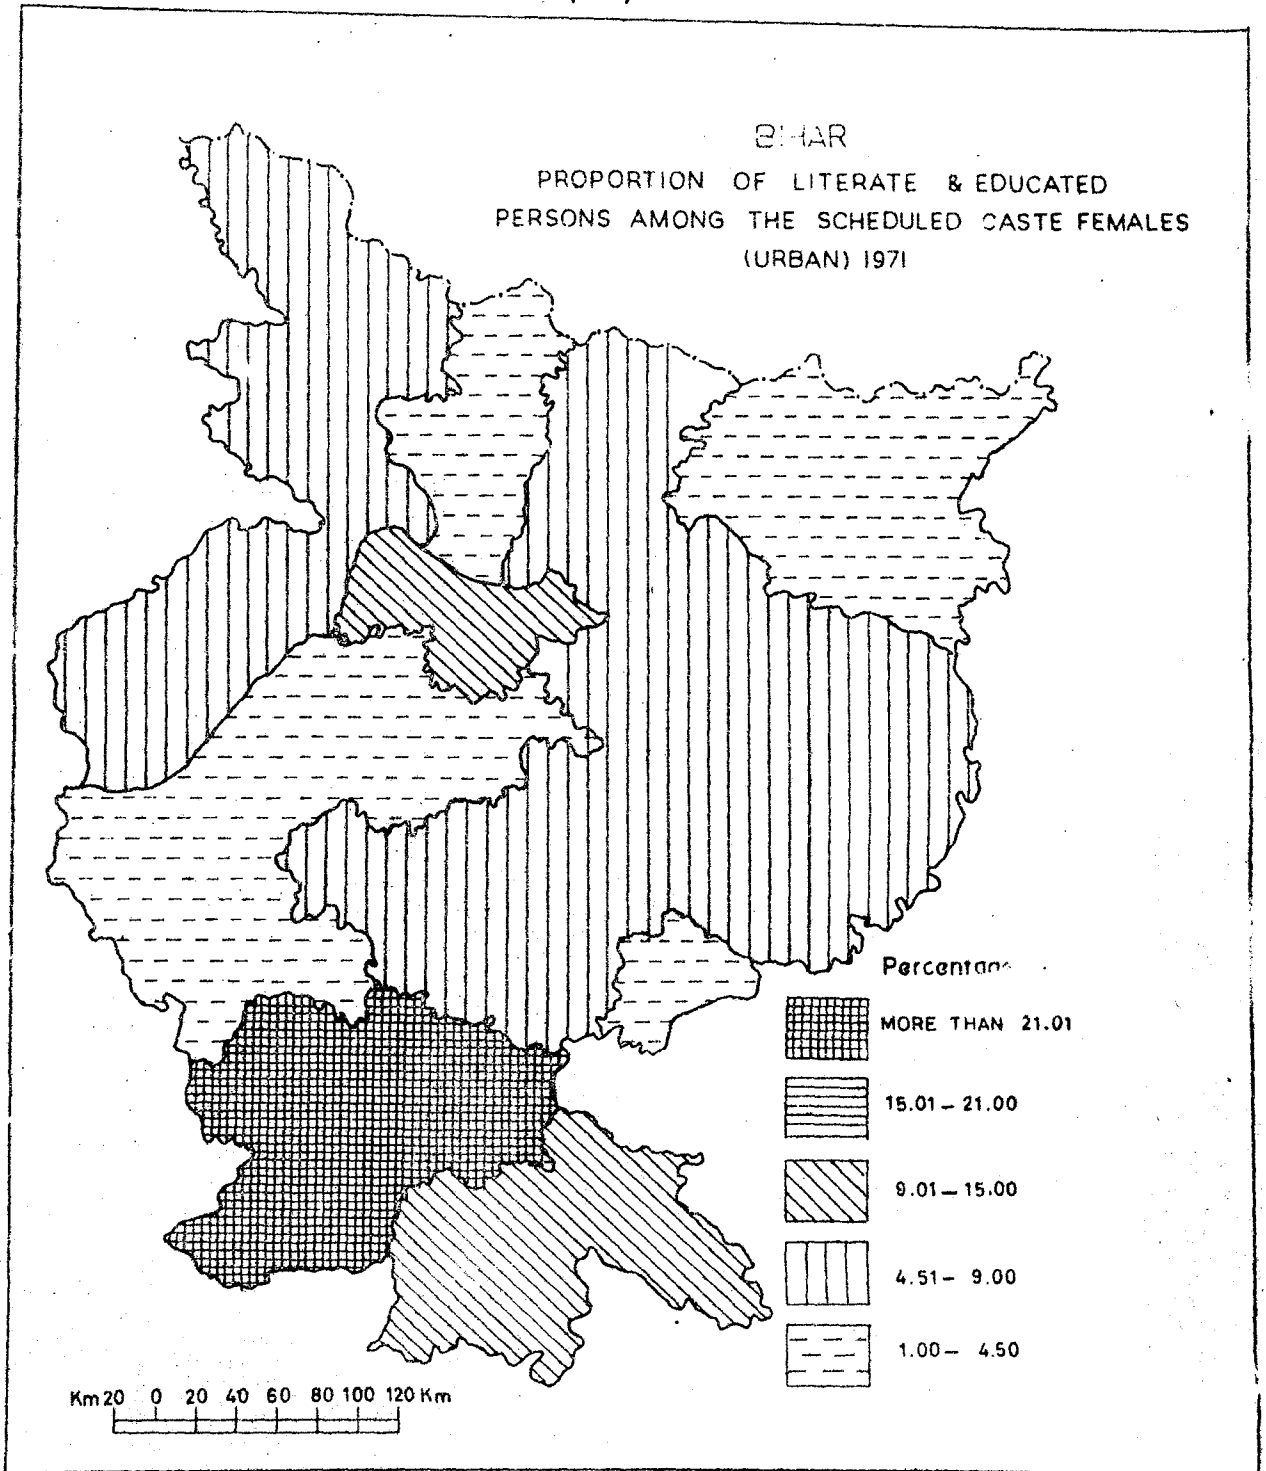 BIHAR
PROPORTION OF LITERATE & EDUCATED
PERSONS AMONG THE SCHEDULED CASTE FEMALES
(URBAN) 1971
MORE THAN 21.01
15.01 – 21.00
9.01 – 15.00
4.51 – 9.00
1.00 – 4.50
Km 20 0 20 40 60 80 100 120 Km